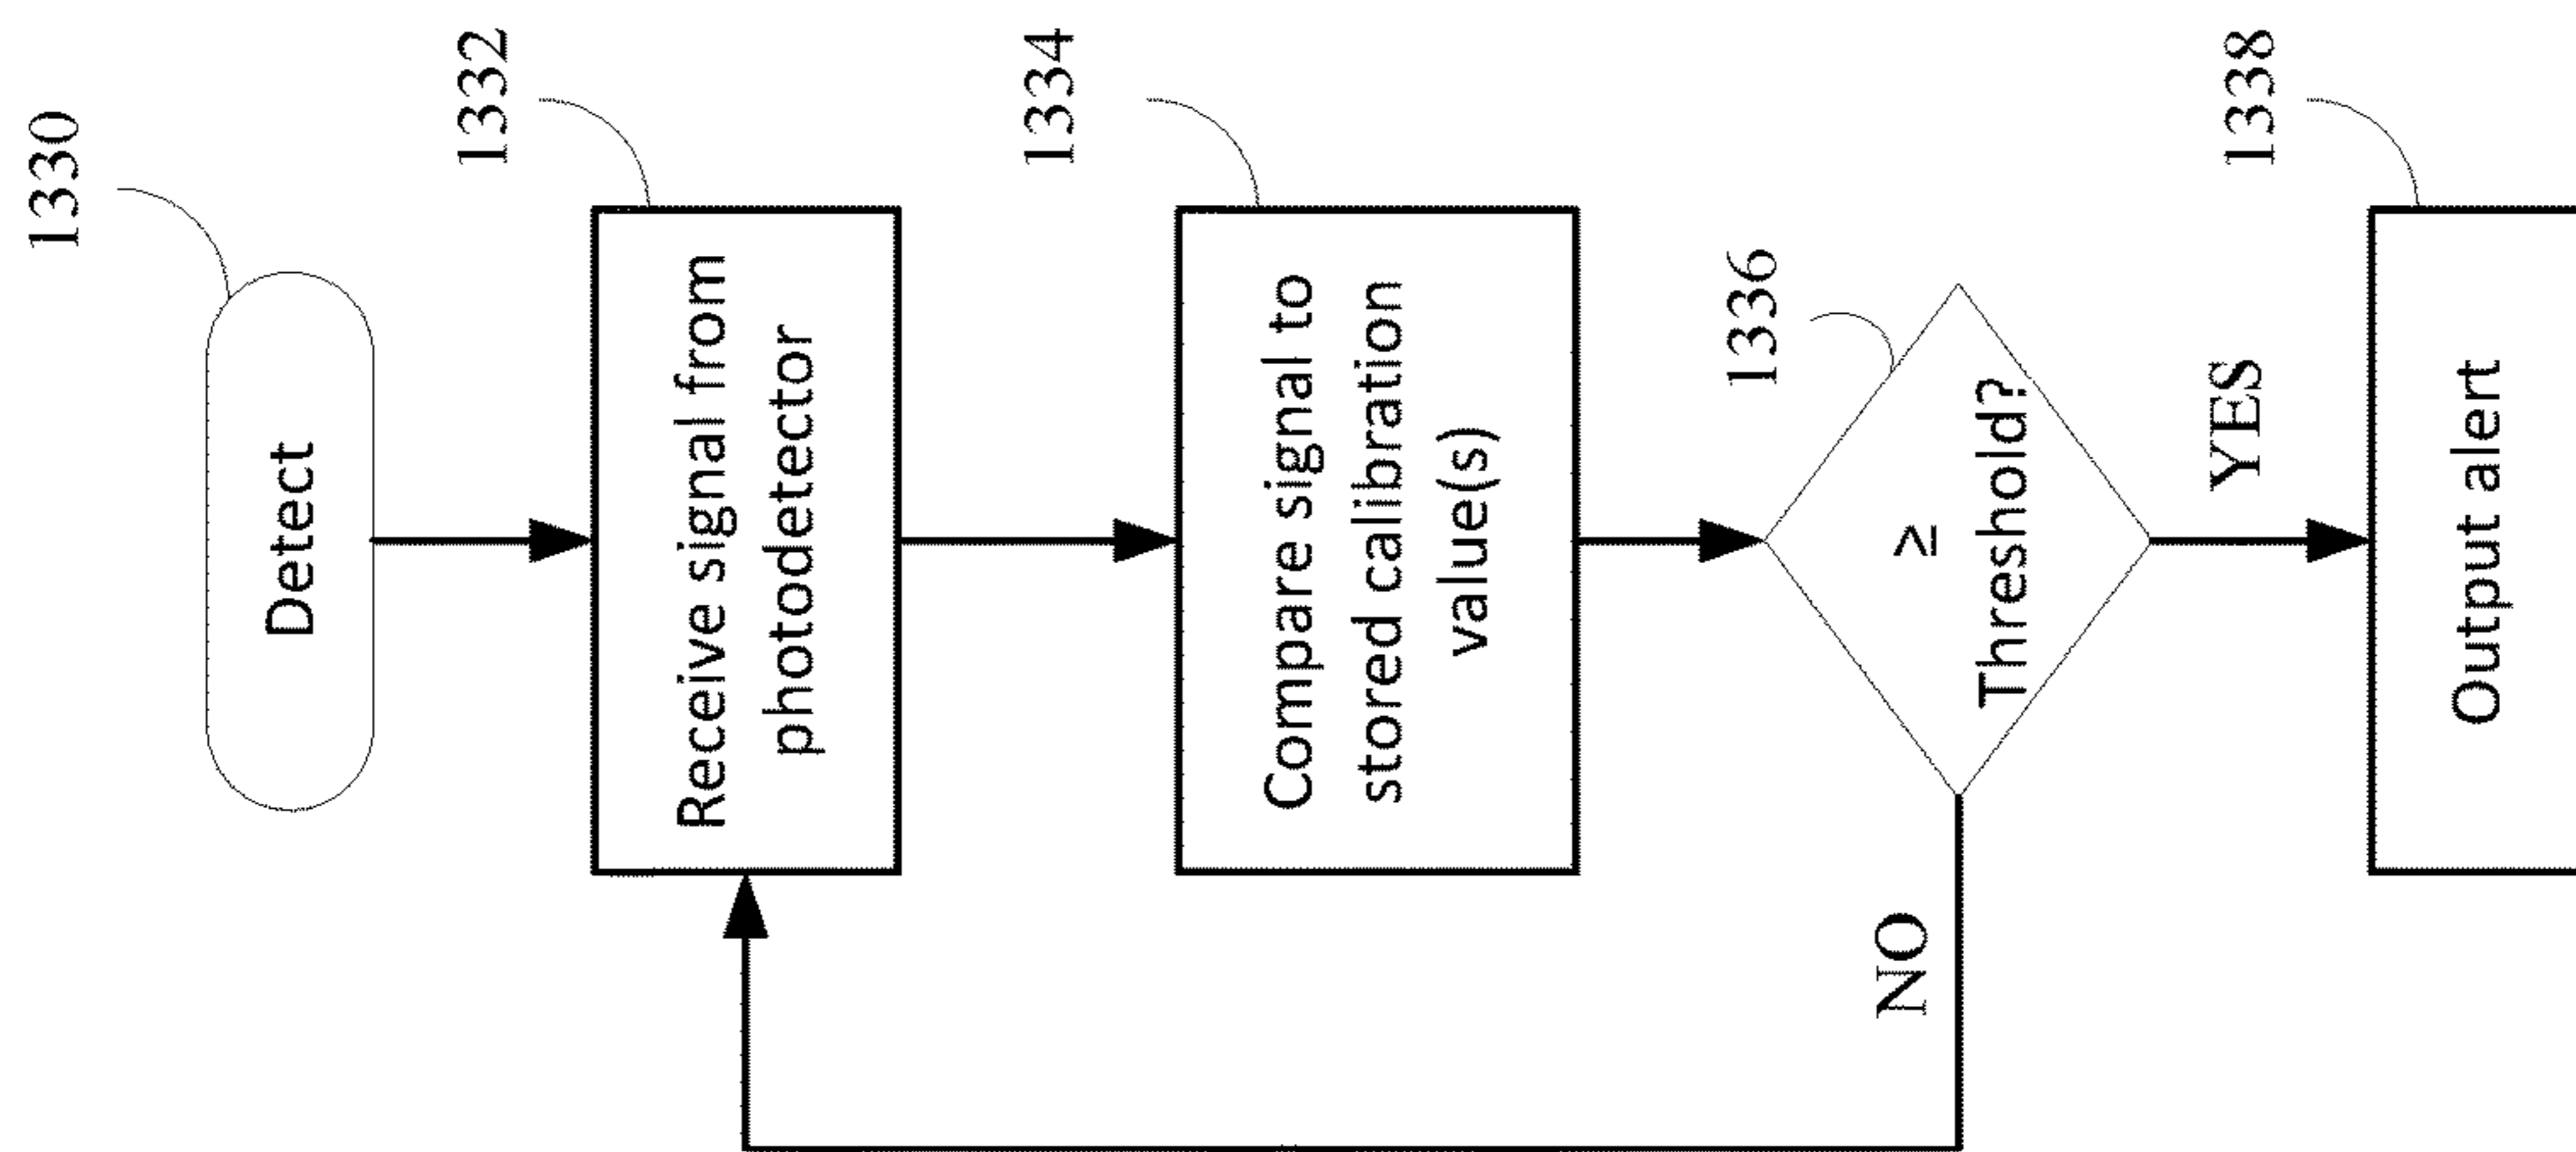 1330
Detect
1332
Receive signal from
photodetector
1334
Compare signal to
stored calibration
value(s)
1336
≥
Threshold?
NO
YES
1338
Output alert